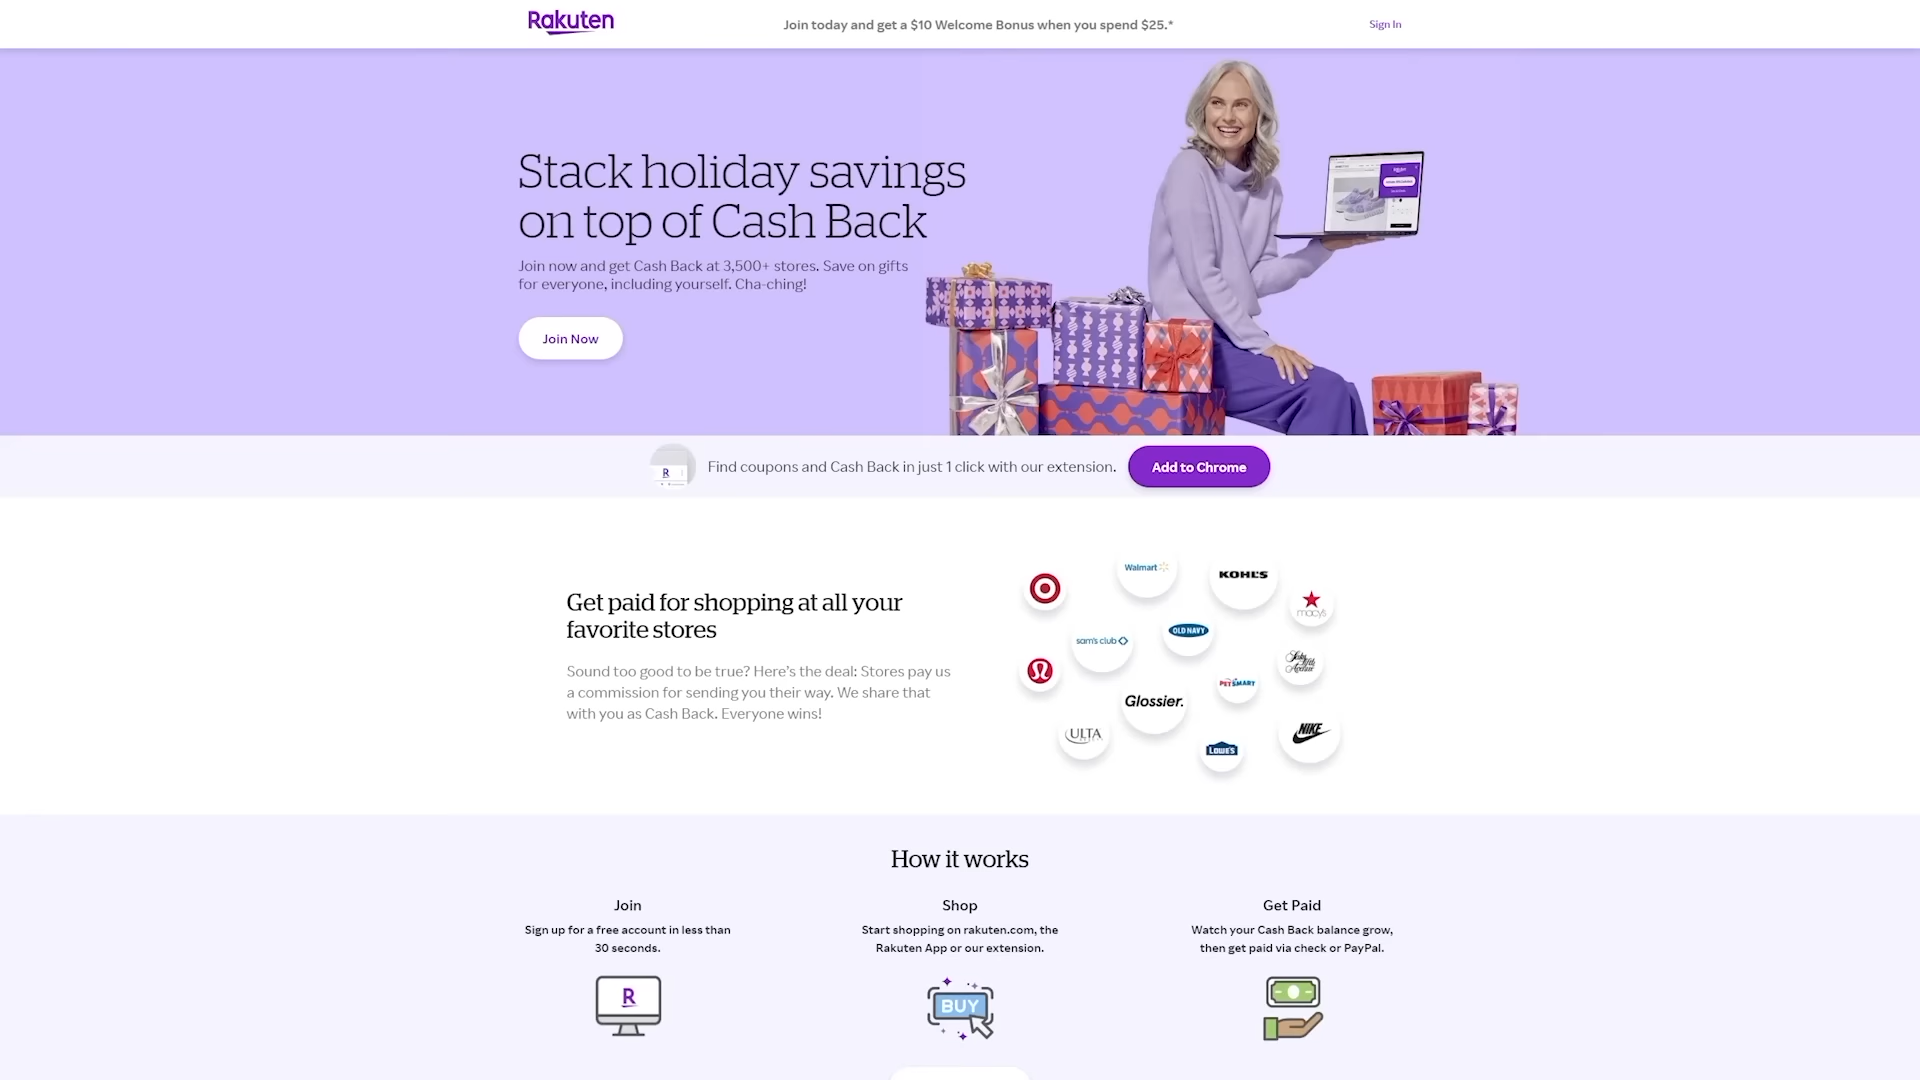 Rakuten
Join today and get a $10 Welcome Bonus when you spend $25.*
Sign In
Stack holiday savings
on top of Cash Back
Join now and get Cash Back at 3,500+ stores. Save on gifts
for everyone, including yourself. Cha-ching!
Join Now
R
Find coupons and Cash Back in just 1 click with our extension.
Add to Chrome
Get paid for shopping at all your
favorite stores
Sound too good to be true? Here’s the deal: Stores pay us
a commission for sending you their way. We share that
with you as Cash Back. Everyone wins!
Walmart
KOHL'S
macy's
sam's club
OLD NAVY
Saks Fifth Avenue
PETSMART
Glossier.
ULTA
LOWE'S
NIKE
How it works
Join
Sign up for a free account in less than
30 seconds.
R
Shop
Start shopping on rakuten.com, the
Rakuten App or our extension.
BUY
Get Paid
Watch your Cash Back balance grow,
then get paid via check or PayPal.